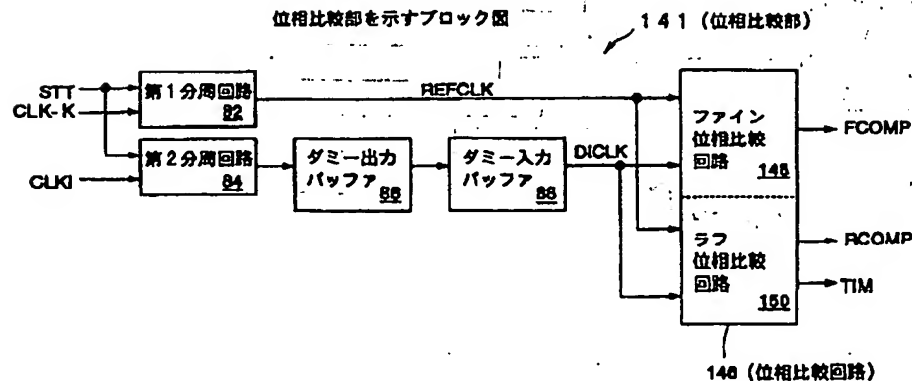 位相比較部を示すブロック図
141 (位相比較部)
STT
CLK-K
第1分周回路
82
REFCLK
ファイン
位相比較
回路
148
FCOMP
CLKI
第2分周回路
84
ダミー出力
バッファ
86
ダミー入力
バッファ
88
DICLK
ラフ
位相比較
回路
150
RCOMP
TIM
146 (位相比較回路)